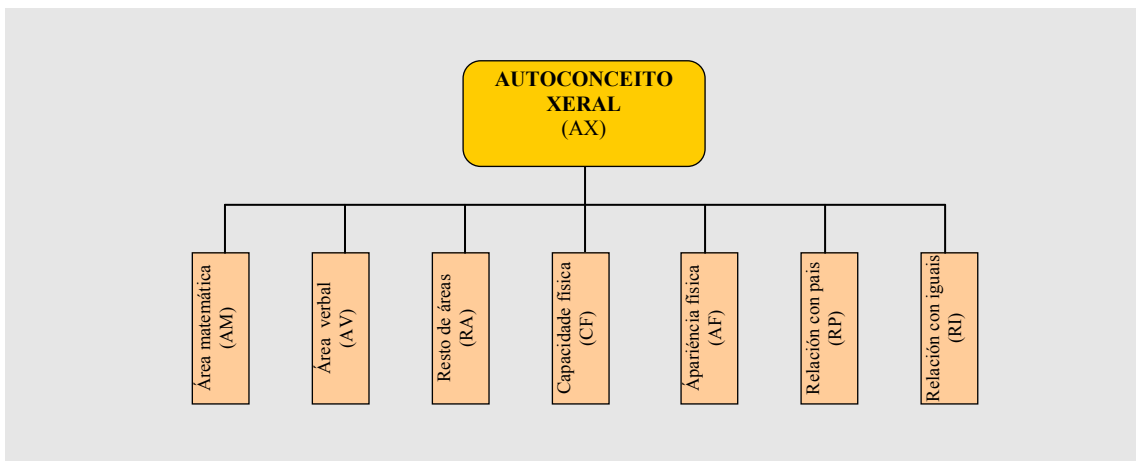 AUTOCONCEITO
XERAL
(AX)
Área matemática
(AM)
Área verbal
(AV)
Resto de áreas
(RA)
Capacidade física
(CF)
Ápariéncia física
(AF)
Relación con pais
(RP)
Relación con iguais
(RI)